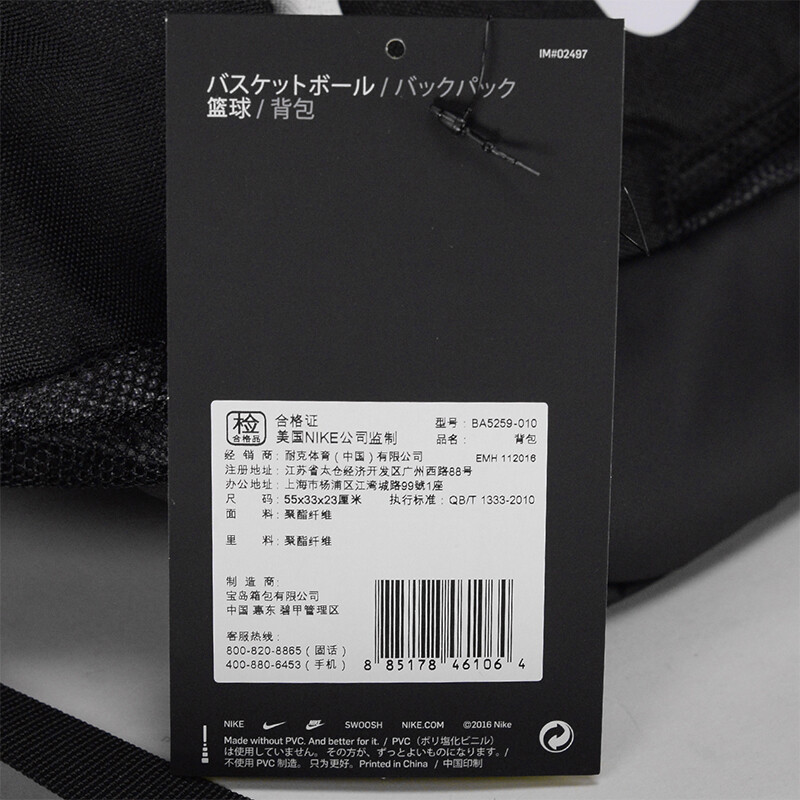 IM#02497
バスケットボール / バックパック
篮球 / 背包
检
合格品
合格证
美国NIKE公司监制
型号: BA5259-010
品名: 背包
经 销 商: 耐克体育(中国)有限公司
EMH 112016
注册地址: 江苏省太仓经济开发区广州西路88号
办公地址: 上海市杨浦区江湾城路99號1座
尺 码: 55x33x23厘米 执行标准: QB/T 1333-2010
面 料: 聚酯纤维
里 料: 聚酯纤维
制 造 商:
宝岛箱包有限公司
中国 惠东 碧甲管理区
客服热线:
800-820-8865 (固话)
400-880-6453 (手机)
8 85178 46106 4
NIKE SWOOSH NIKE.COM ©2016 Nike
Made without PVC. And better for it. / PVC (ポリ塩化ビニル)
は使用していません。その方が、ずっとよいものになります。/
不使用 PVC 制造。 只为更好。 Printed in China / 中国印制